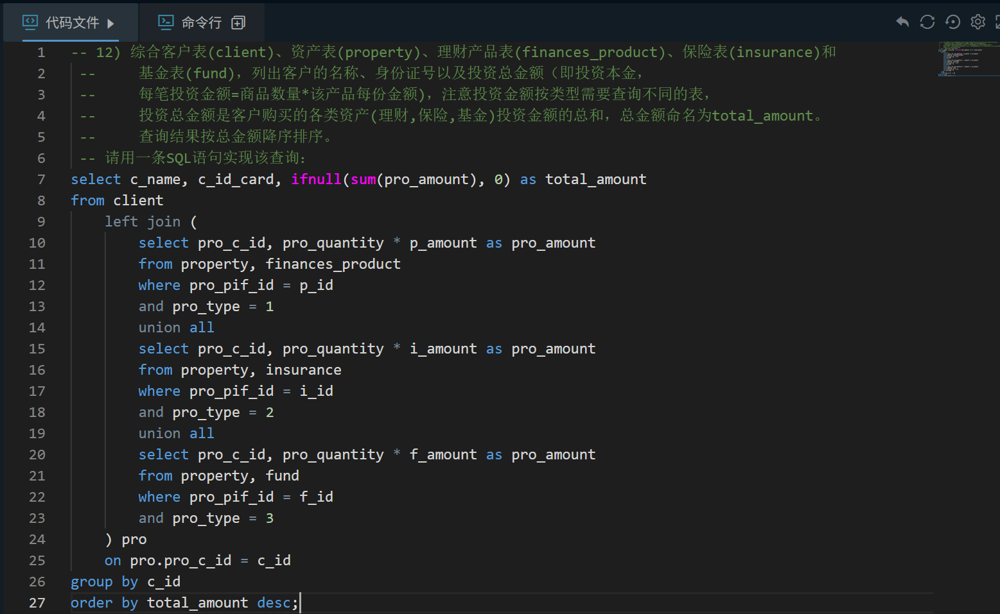 代码文件
命令行
1 -- 12) 综合客户表(client)、资产表(property)、理财产品表(finances_product)、保险表(insurance)和
2 -- 基金表(fund)，列出客户的名称、身份证号以及投资总金额（即投资本金，
3 -- 每笔投资金额=商品数量*该产品每份金额)，注意投资金额按类型需要查询不同的表，
4 -- 投资总金额是客户购买的各类资产(理财,保险,基金)投资金额的总和，总金额命名为total_amount。
5 -- 查询结果按总金额降序排序。
6 -- 请用一条SQL语句实现该查询：
7 select c_name, c_id_card, ifnull(sum(pro_amount), 0) as total_amount
8 from client
9 left join (
10 select pro_c_id, pro_quantity * p_amount as pro_amount
11 from property, finances_product
12 where pro_pif_id = p_id
13 and pro_type = 1
14 union all
15 select pro_c_id, pro_quantity * i_amount as pro_amount
16 from property, insurance
17 where pro_pif_id = i_id
18 and pro_type = 2
19 union all
20 select pro_c_id, pro_quantity * f_amount as pro_amount
21 from property, fund
22 where pro_pif_id = f_id
23 and pro_type = 3
24 ) pro
25 on pro.pro_c_id = c_id
26 group by c_id
27 order by total_amount desc;